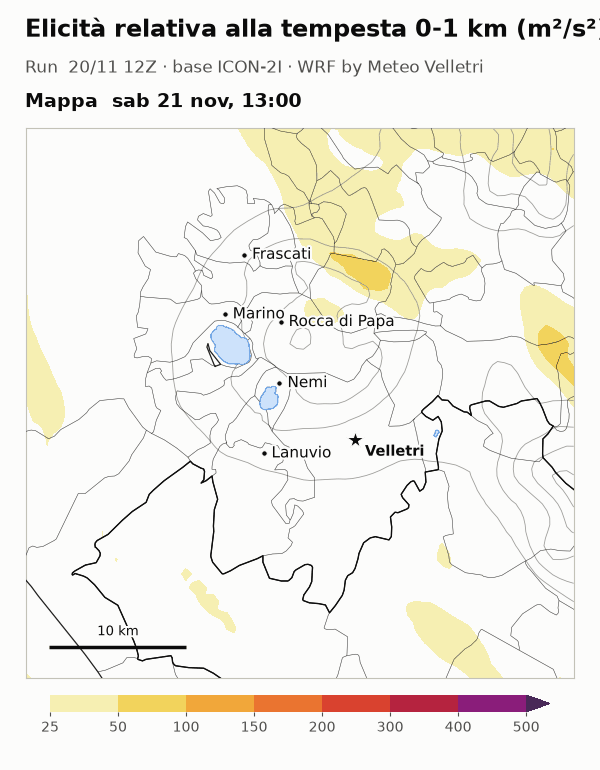 Elicità relativa alla tempesta 0-1 km (m²/s²)
Run 20/11 12Z · base ICON-2I · WRF by Meteo Velletri
Mappa sab 21 nov, 13:00
Frascati
Marino
Rocca di Papa
Nemi
Velletri
Lanuvio
10 km
25 50 100 150 200 300 400 500